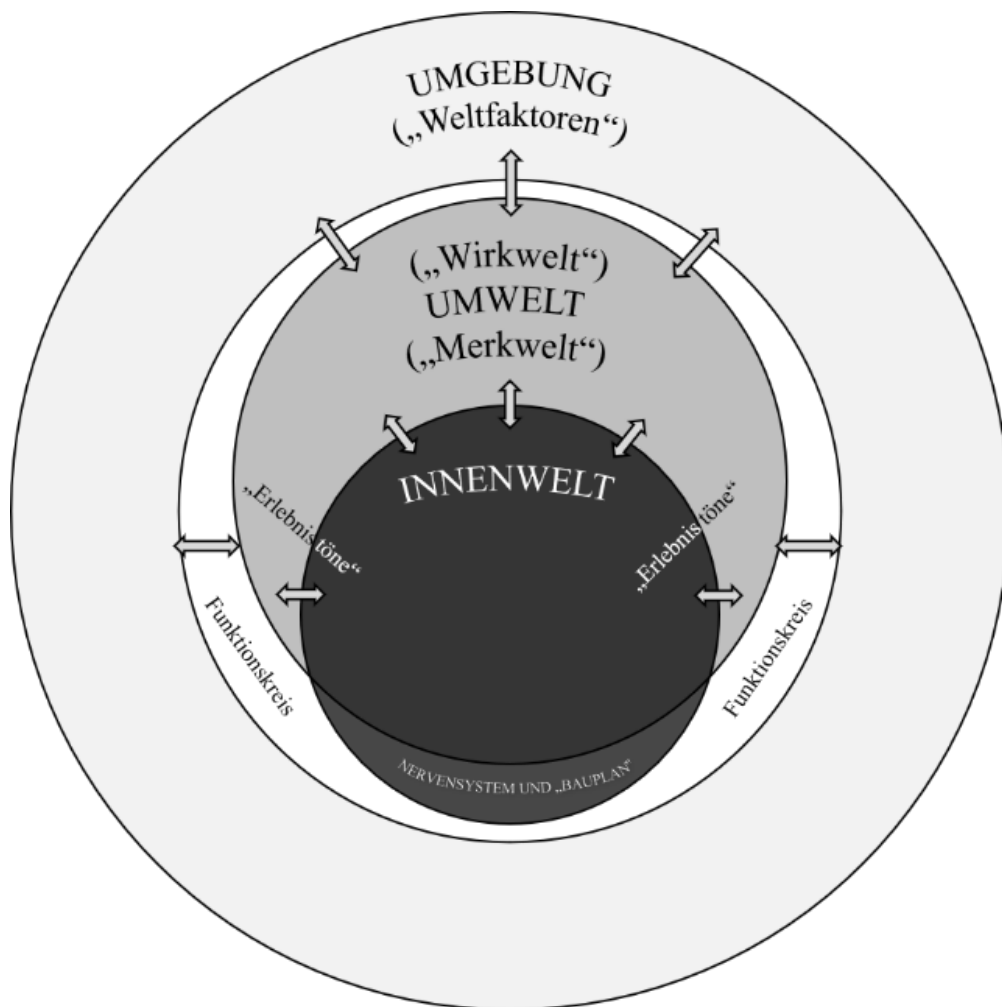 UMGEBUNG
(„Weltfaktoren“)
(„Wirkwelt“)
UMWELT
(„Merkwelt“)
INNENWELT
„Erlebnistöne“
„Erlebnistöne“
Funktionskreis
Funktionskreis
NERVENSYSTEM UND „BAUPLAN“